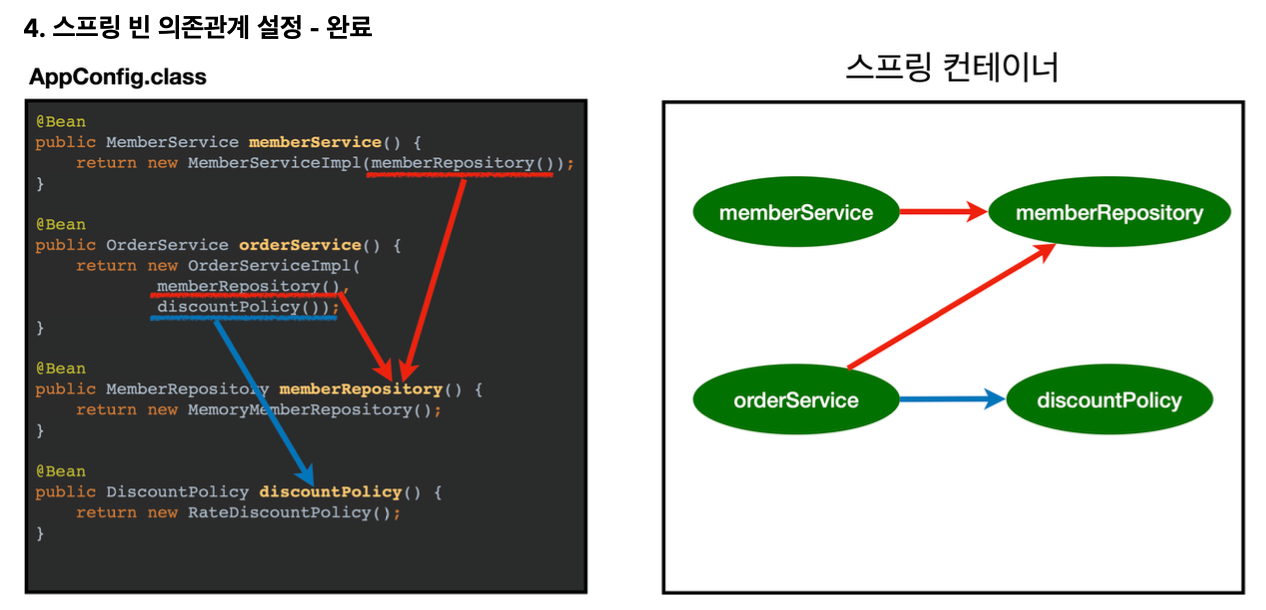 4. 스프링 빈 의존관계 설정 - 완료
AppConfig.class
@Bean
public MemberService memberService() {
    return new MemberServiceImpl(memberRepository());
}
@Bean
public OrderService orderService() {
    return new OrderServiceImpl(
            memberRepository(),
            discountPolicy());
}
@Bean
public MemberRepository memberRepository() {
    return new MemoryMemberRepository();
}
@Bean
public DiscountPolicy discountPolicy() {
    return new RateDiscountPolicy();
}
스프링 컨테이너
memberService
memberRepository
orderService
discountPolicy